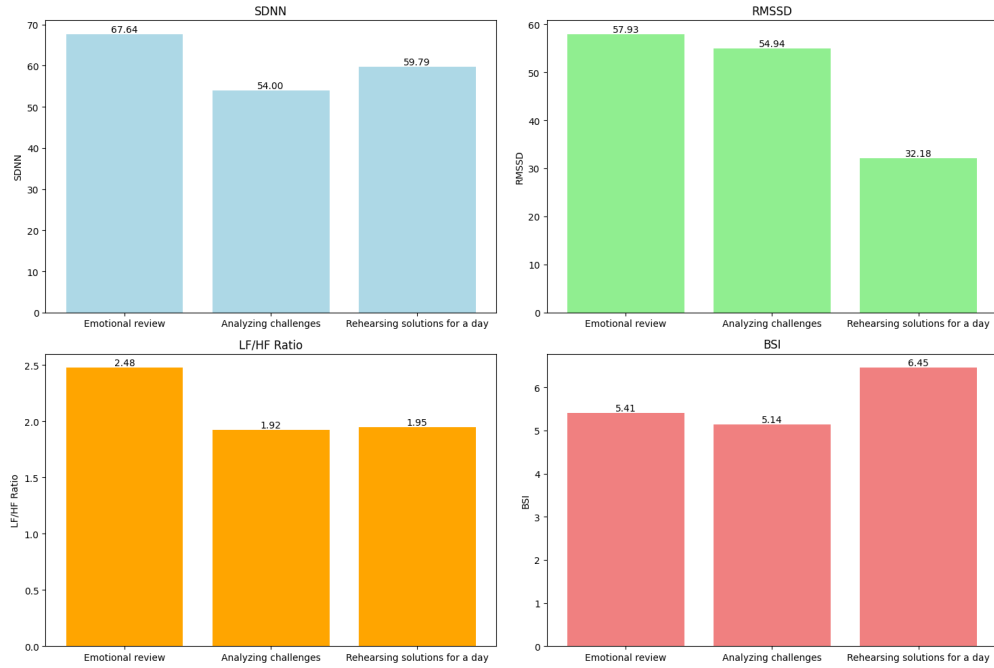 SDNN
70
60
50
40
30
20
10
0
SDNN
67.64
54.00
59.79
Emotional review
Analyzing challenges
Rehearsing solutions for a day
RMSSD
60
50
40
30
20
10
0
RMSSD
57.93
54.94
32.18
Emotional review
Analyzing challenges
Rehearsing solutions for a day
LF/HF Ratio
2.5
2.0
1.5
1.0
0.5
0.0
LF/HF Ratio
2.48
1.92
1.95
Emotional review
Analyzing challenges
Rehearsing solutions for a day
BSI
6
5
4
3
2
1
0
BSI
5.41
5.14
6.45
Emotional review
Analyzing challenges
Rehearsing solutions for a day